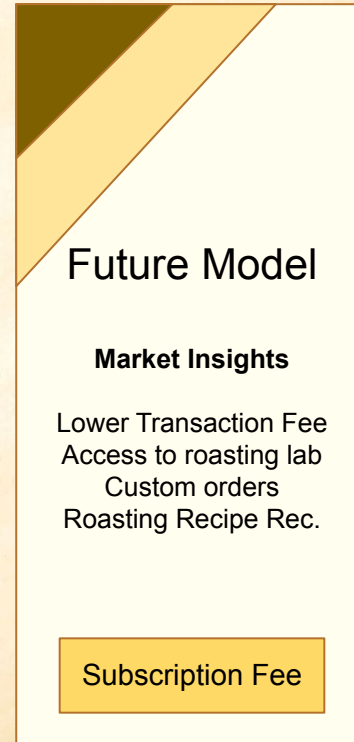 Future Model
Market Insights
Lower Transaction Fee
Access to roasting lab
Custom orders
Roasting Recipe Rec.
Subscription Fee